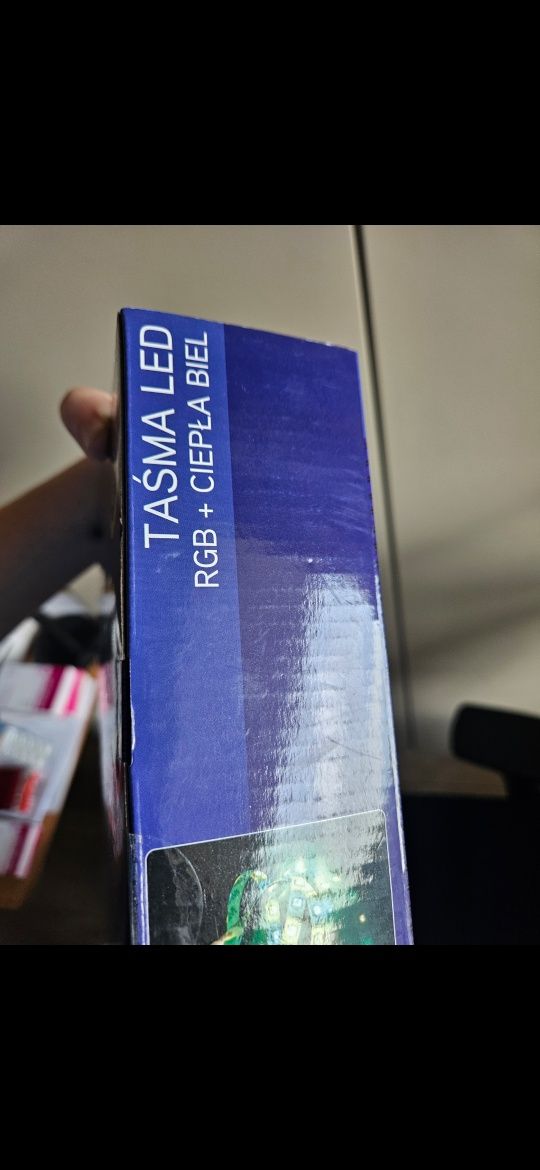 TAŚMA LED
RGB + CIEPŁA BIEL